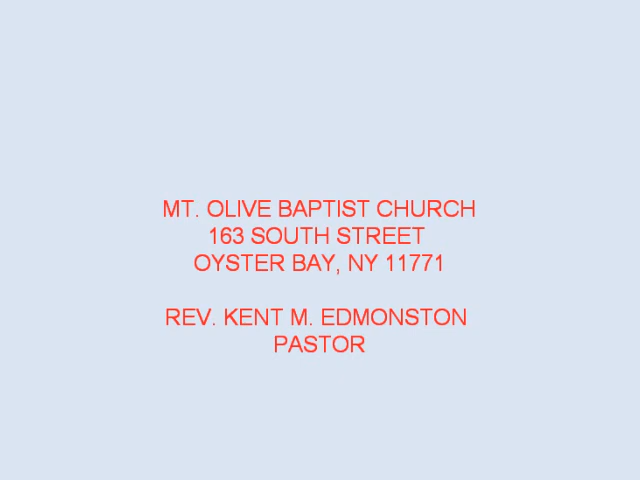 MT. OLIVE BAPTIST CHURCH
163 SOUTH STREET
OYSTER BAY, NY 11771
REV. KENT M. EDMONSTON
PASTOR